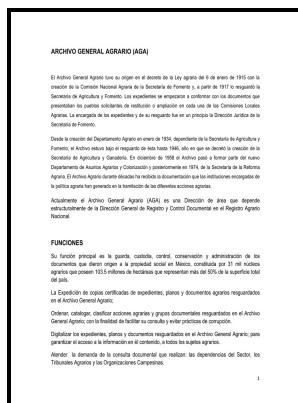 ARCHIVO GENERAL AGRARIO (AGA)
El Archivo General Agrario tuvo su origen en el decreto de la Ley agraria del 6 de enero de 1915 con la
creación de la Comisión Nacional Agraria de la Secretaría de Fomento y, a partir de 1917 lo resguardó la
Secretaría de Agricultura y Fomento. Los expedientes se empezaron a conformar con los documentos que
presentaban los pueblos solicitantes de restitución o ampliación en cada una de las Comisiones Locales
Agrarias. La encargada de los expedientes y de su resguardo fue en un principio la Dirección Jurídica de la
Secretaría de Fomento.
Desde la creación del Departamento Agrario en enero de 1934, dependiente de la Secretaría de Agricultura y
Fomento, el Archivo estuvo bajo el resguardo de ésta hasta 1946, año en que se decretó la creación de la
Secretaría de Agricultura y Ganadería. En diciembre de 1958 el Archivo pasó a formar parte del nuevo
Departamento de Asuntos Agrarios y Colonización y posteriormente en 1974, de la Secretaría de la Reforma
Agraria. El Archivo Agrario durante décadas ha recibido la documentación que las instituciones encargadas de
la política agraria han generado en la tramitación de las diferentes acciones agrarias.
Actualmente el Archivo General Agrario (AGA) es una Dirección de área que depende
estructuralmente de la Dirección General de Registro y Control Documental en el Registro Agrario
Nacional.
FUNCIONES
Su función principal es la guarda, custodia, control, conservación y administración de los
documentos que dieron origen a la propiedad social en México, constituida por 31 mil núcleos
agrarios que poseen 103.5 millones de hectáreas que representan más del 50% de la superficie total
del país.
La Expedición de copias certificadas de expedientes, planos y documentos agrarios resguardados
en el Archivo General Agrario;
Ordenar, catalogar, clasificar acciones agrarias y grupos documentales resguardados en el Archivo
General Agrario; con la finalidad de facilitar su consulta y evitar prácticas de corrupción.
Digitalizar los expedientes, planos y documentos resguardados en el Archivo General Agrario; para
garantizar el acceso a la información en el contenido, a todos los sujetos agrarios.
Atender la demanda de la consulta documental que realizan: las dependencias del Sector, los
Tribunales Agrarios y las Organizaciones Campesinas.
1